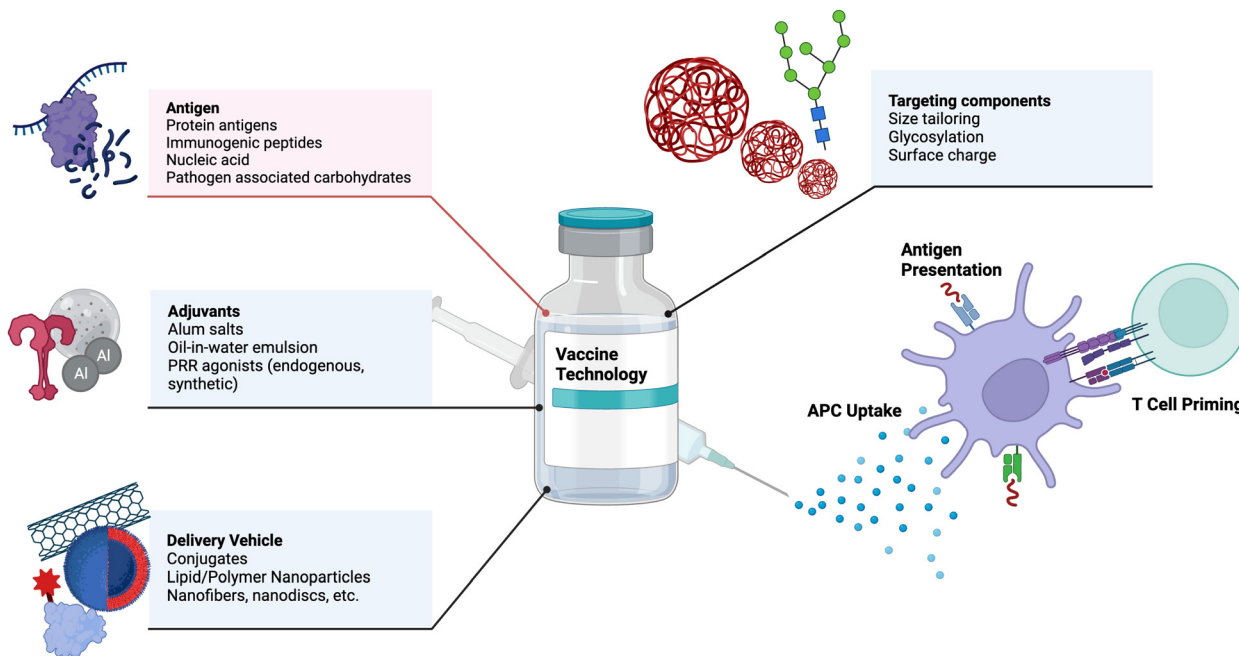 Antigen
Protein antigens
Immunogenic peptides
Nucleic acid
Pathogen associated carbohydrates
Targeting components
Size tailoring
Glycosylation
Surface charge
Adjuvants
Alum salts
Oil-in-water emulsion
PRR agonists (endogenous,
synthetic)
Al
Al
Vaccine
Technology
Antigen
Presentation
APC Uptake
T Cell Priming
Delivery Vehicle
Conjugates
Lipid/Polymer Nanoparticles
Nanofibers, nanodiscs, etc.